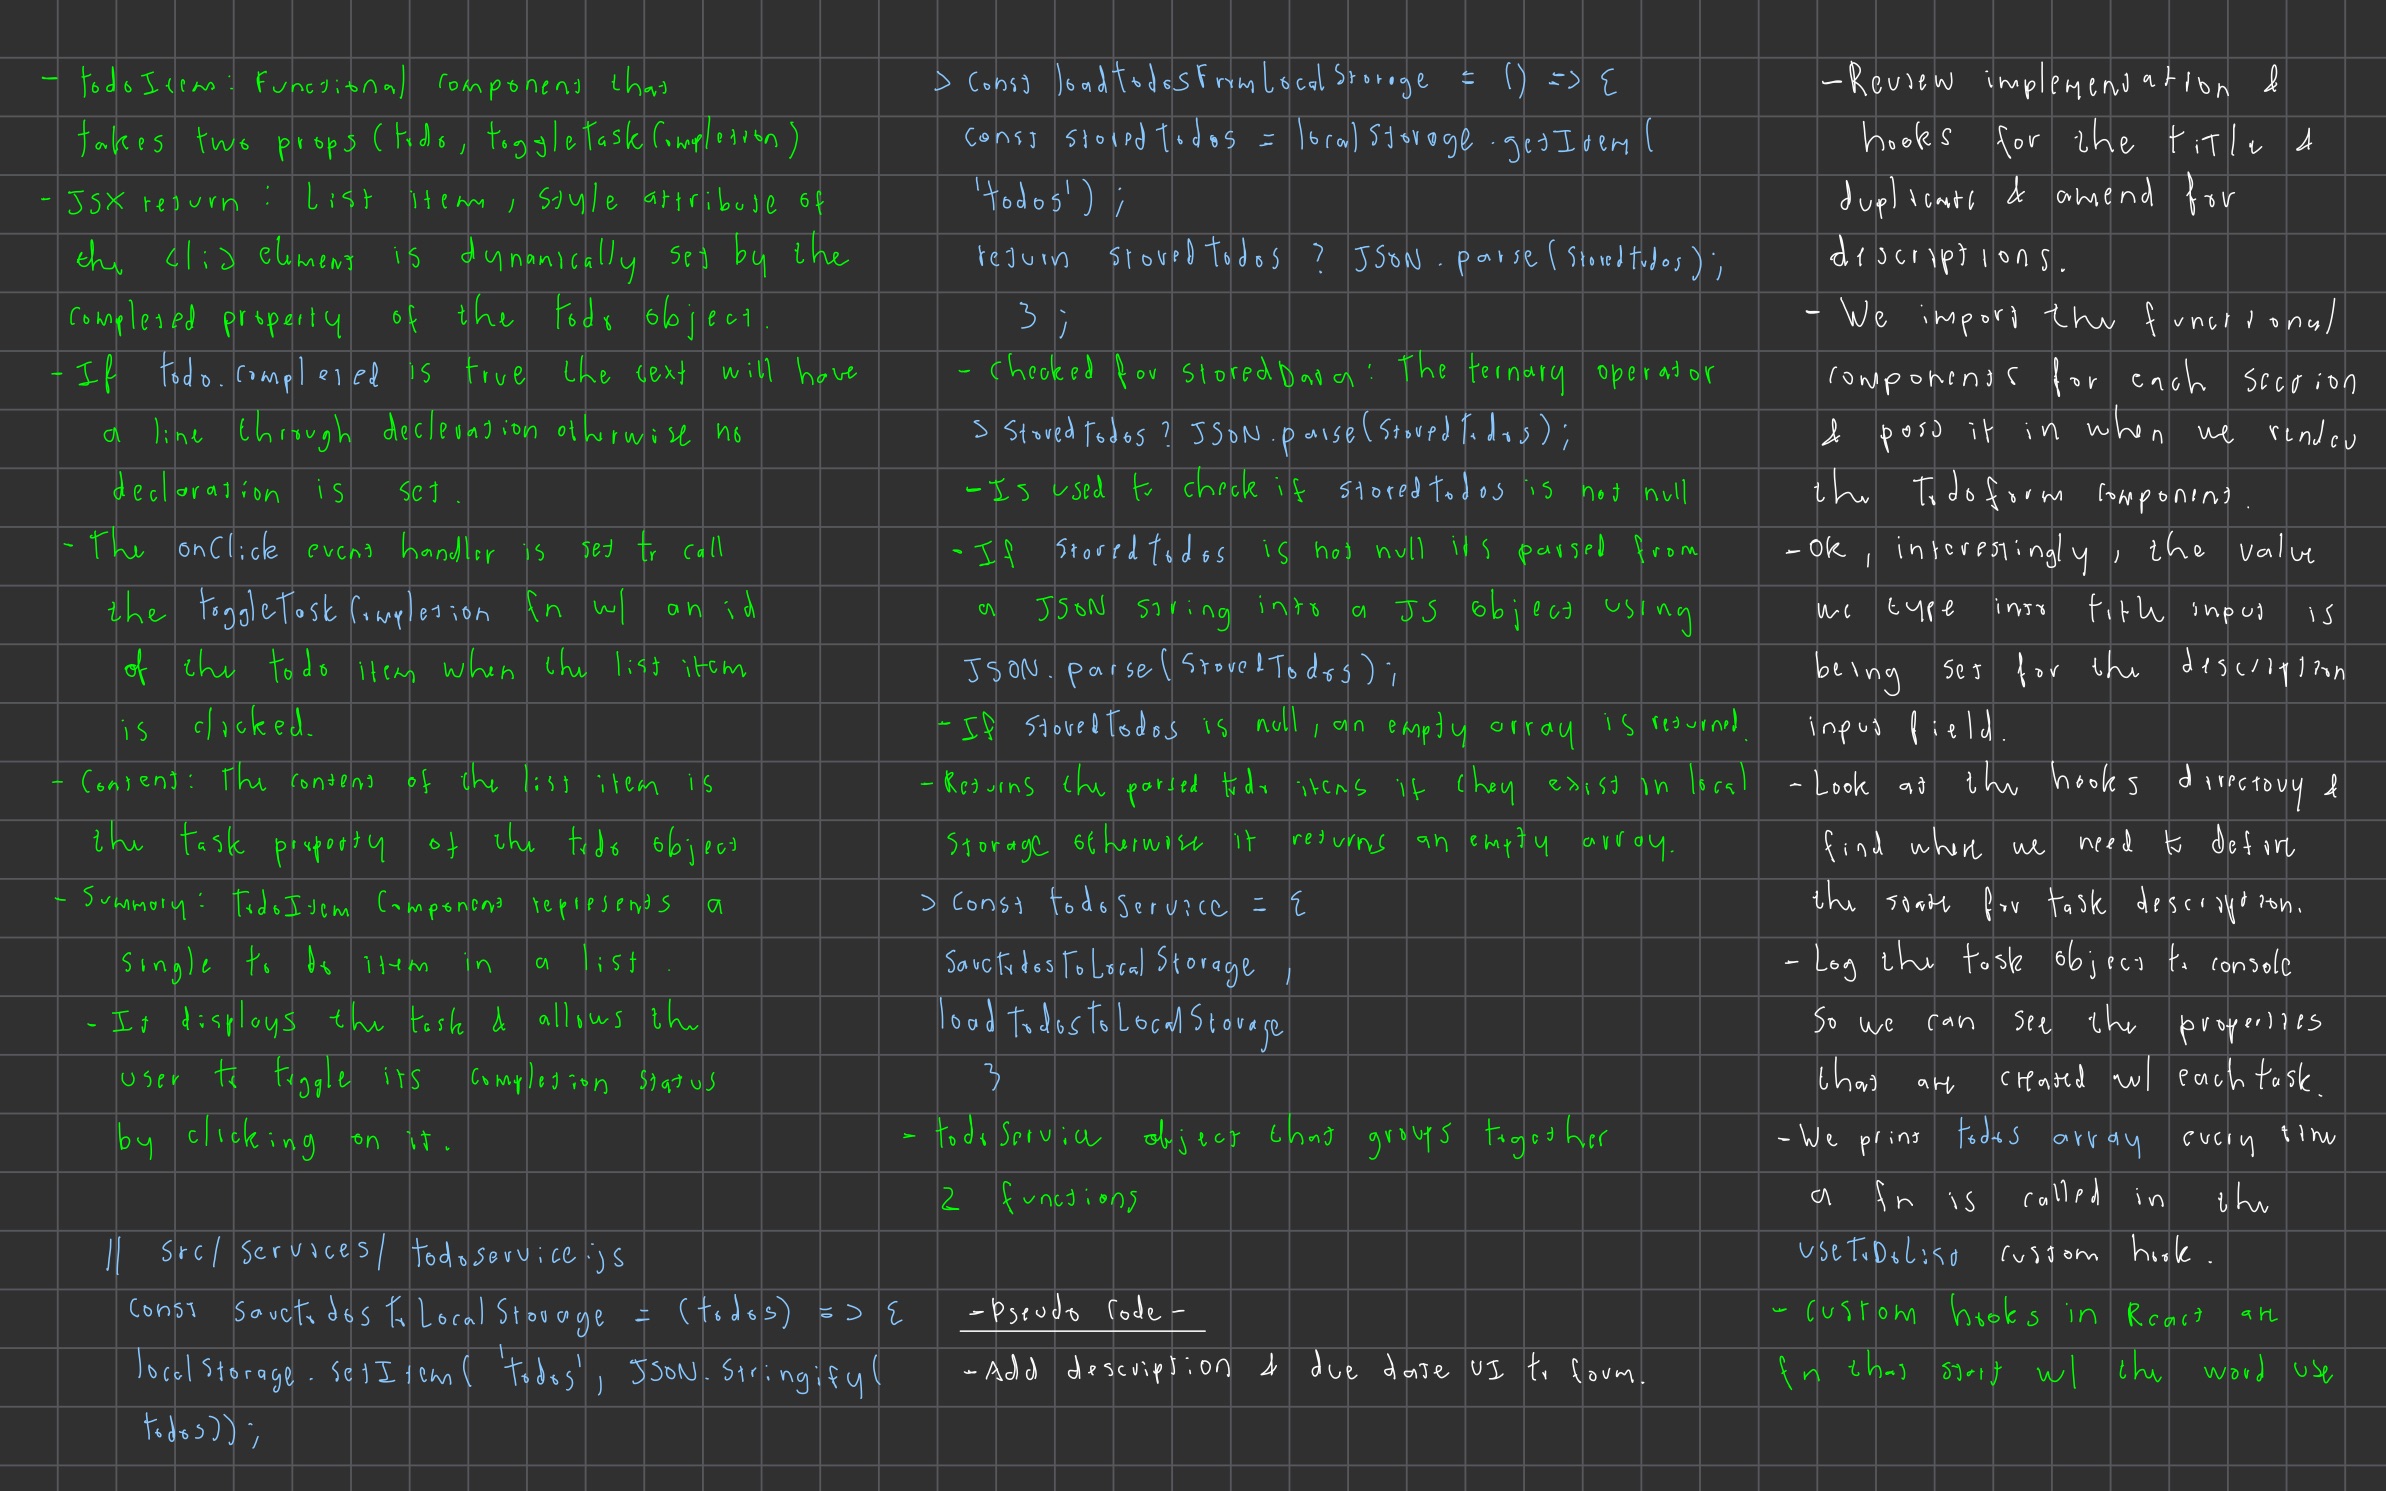 - todoItem: Functional component that
takes two props (todo, toggleTaskCompletion)
- JSX return: List item, style attribute of
the <li> element is dynamically set by the
completed property of the todo object.
- If todo.completed is true the text will have
a line through decleration otherwise no
declaration is set.
- The onClick event handler is set to call
the toggleTaskCompletion fn w/ an id
of the todo item when the list item
is clicked.
- Content: The content of the list item is
the task property of the todo object
- Summary: TodoItem Component represents a
single to do item in a list.
- It displays the task & allows the
user to toggle its completion status
by clicking on it.
// src/services/todoservice.js
const saveTodosToLocalStorage = (todos) => {
localStorage.setItem('todos', JSON.stringify(
todos));
> const loadTodosFromLocalStorage = () => {
const storedTodos = localStorage.getItem(
'todos');
return storedTodos ? JSON.parse(storedTodos);
};
- Checked for storedData: The ternary operator
> storedTodos ? JSON.parse(storedTodos);
- Is used to check if storedTodos is not null
- If storedTodos is not null its parsed from
a JSON string into a JS object using
JSON.parse(storedTodos);
- If storedTodos is null, an empty array is returned.
- Returns the parsed todo items if they exist in local
storage otherwise it returns an empty array.
> const todoService = {
saveTodosToLocalStorage,
loadTodosToLocalStorage
}
- todoService object that groups together
2 functions
- Pseudo Code -
- Add description & due date UI to form.
- Review implementation &
hooks for the title &
duplicate & amend for
descriptions.
- We import the functional
components for each section
& pass it in when we render
the Todoform component.
- Ok, interestingly, the value
we type into title input is
being set for the description
input field.
- Look at the hooks directory &
find where we need to define
the state for task description.
- Log the task object to console
so we can see the properties
that are created w/ each task.
- We print todos array every time
a fn is called in the
useToDoList custom hook.
- Custom hooks in React are
fn that start w/ the word use